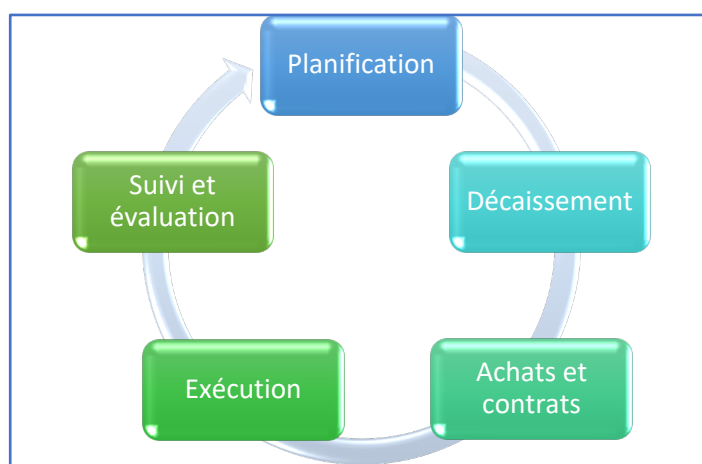 Planification
Décaissement
Achats et
contrats
Exécution
Suivi et
évaluation